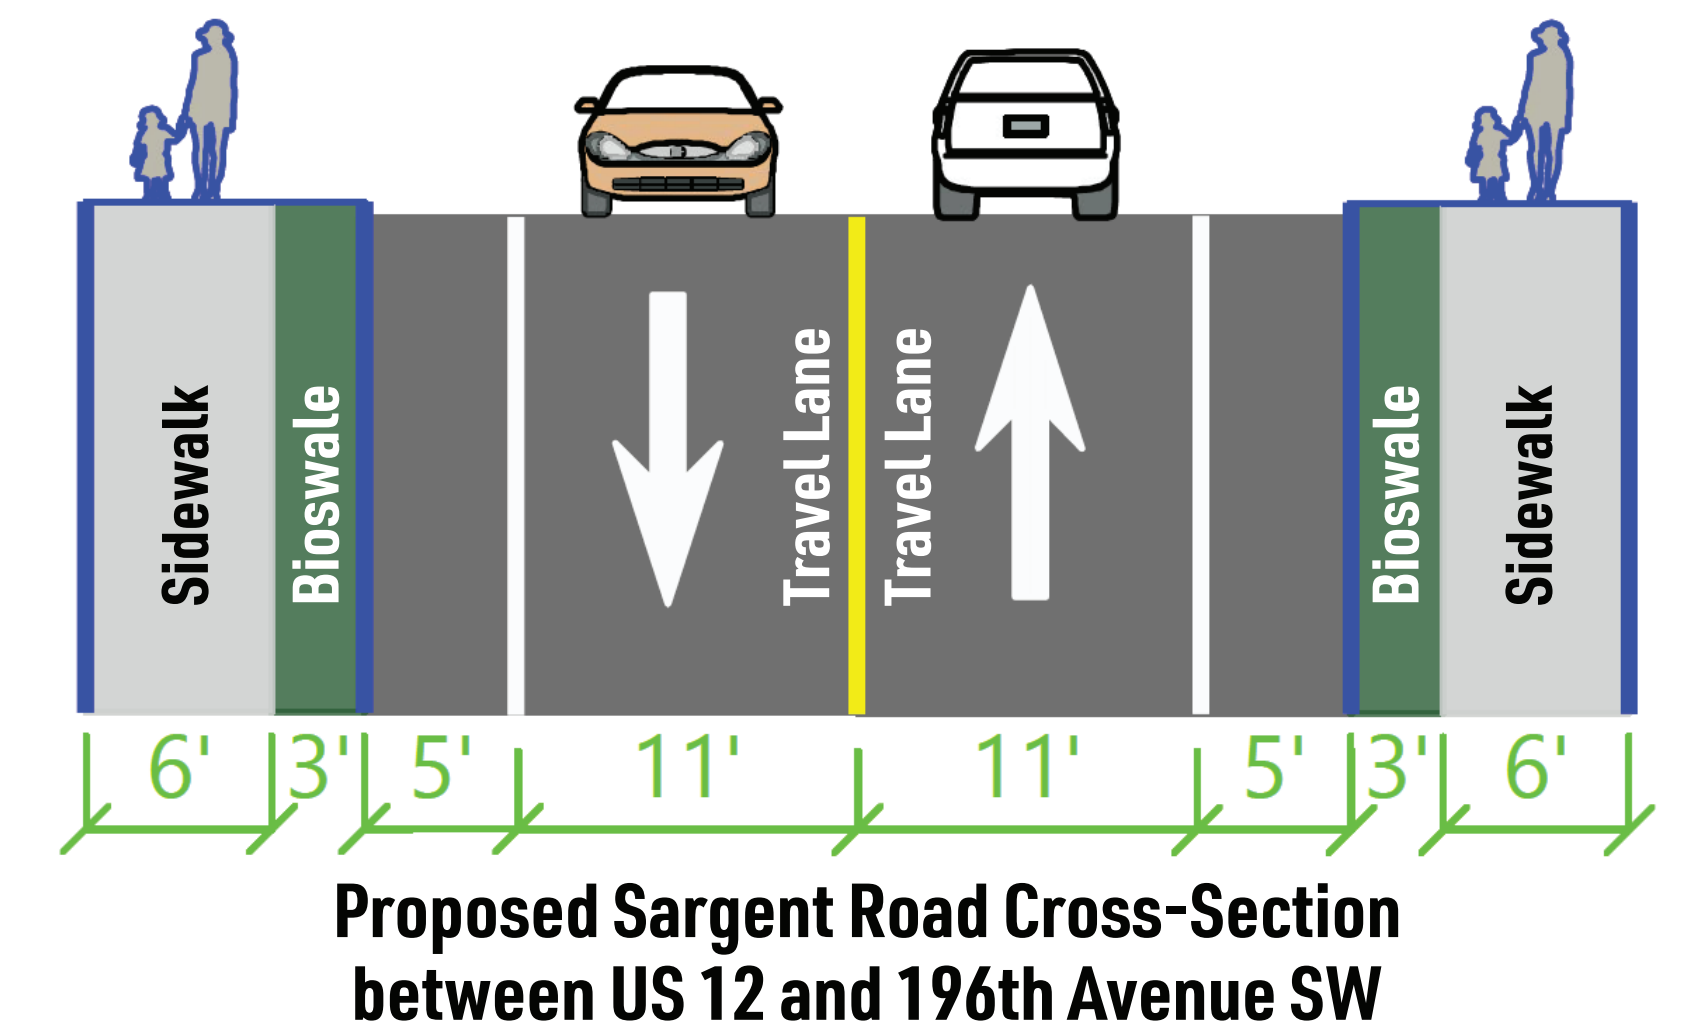 Sidewalk
Bioswale
Travel Lane
Travel Lane
Bioswale
Sidewalk
6' 3' 5' 11' 11' 5' 3' 6'
Proposed Sargent Road Cross-Section
between US 12 and 196th Avenue SW